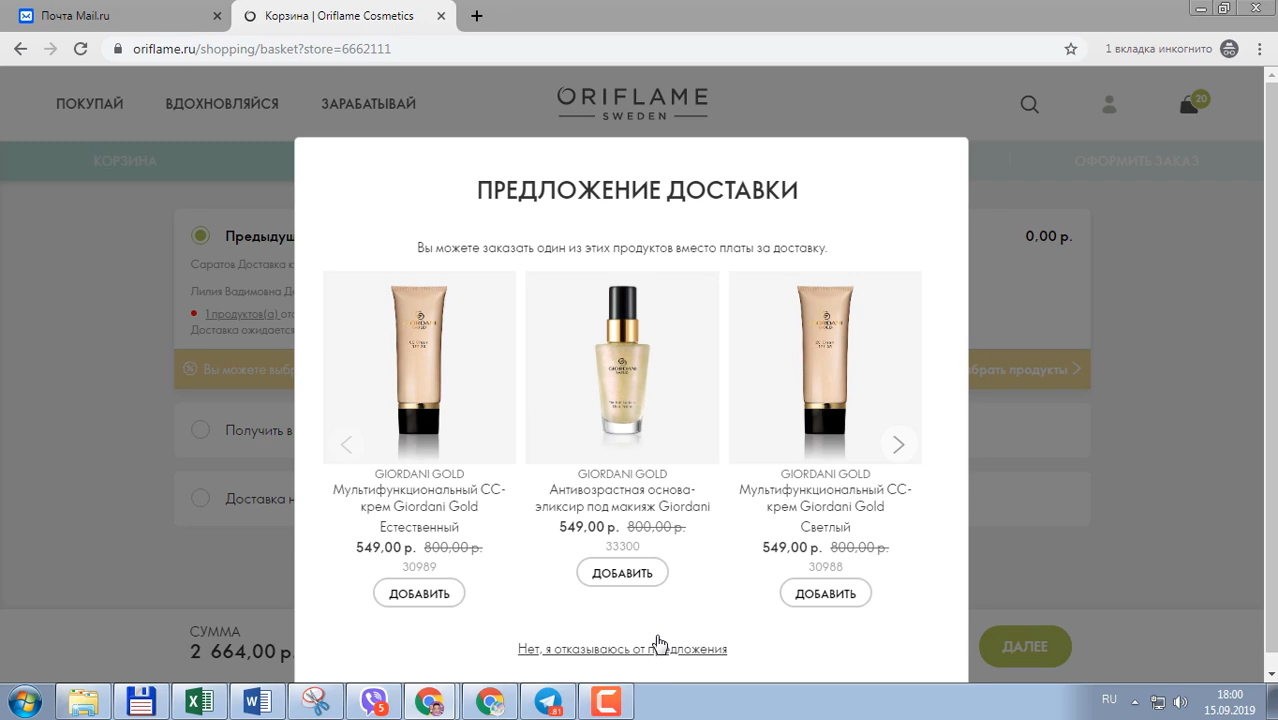 Почта Mail.ru
Корзина | Oriflame Cosmetics
oriflame.ru/shopping/basket?store=6662111
1 вкладка инкогнито
ПОКУПАЙ
ВДОХНОВЛЯЙСЯ
ЗАРАБАТЫВАЙ
ORIFLAME
SWEDEN
20
КОРЗИНА
ОФОРМИТЬ ЗАКАЗ
ПРЕДЛОЖЕНИЕ ДОСТАВКИ
Предыдущ
0,00 р.
Вы можете заказать один из этих продуктов вместо платы за доставку.
Саратов Доставка к
Лилия Вадимовна Де
1 продуктов(а) от
Доставка ожидается
Вы можете выбр
брать продукты
Получить в
Доставка н
GIORDANI GOLD
Мультифункциональный СС-
крем Giordani Gold
Естественный
549,00 р. 800,00 р.
30989
ДОБАВИТЬ
GIORDANI GOLD
Антивозрастная основа-
эликсир под макияж Giordani
549,00 р. 800,00 р.
33300
ДОБАВИТЬ
GIORDANI GOLD
Мультифункциональный СС-
крем Giordani Gold
Светлый
549,00 р. 800,00 р.
30988
ДОБАВИТЬ
Нет, я отказываюсь от предложения
СУММА
2 664,00 р.
ДАЛЕЕ
5
81
RU
18:00
15.09.2019